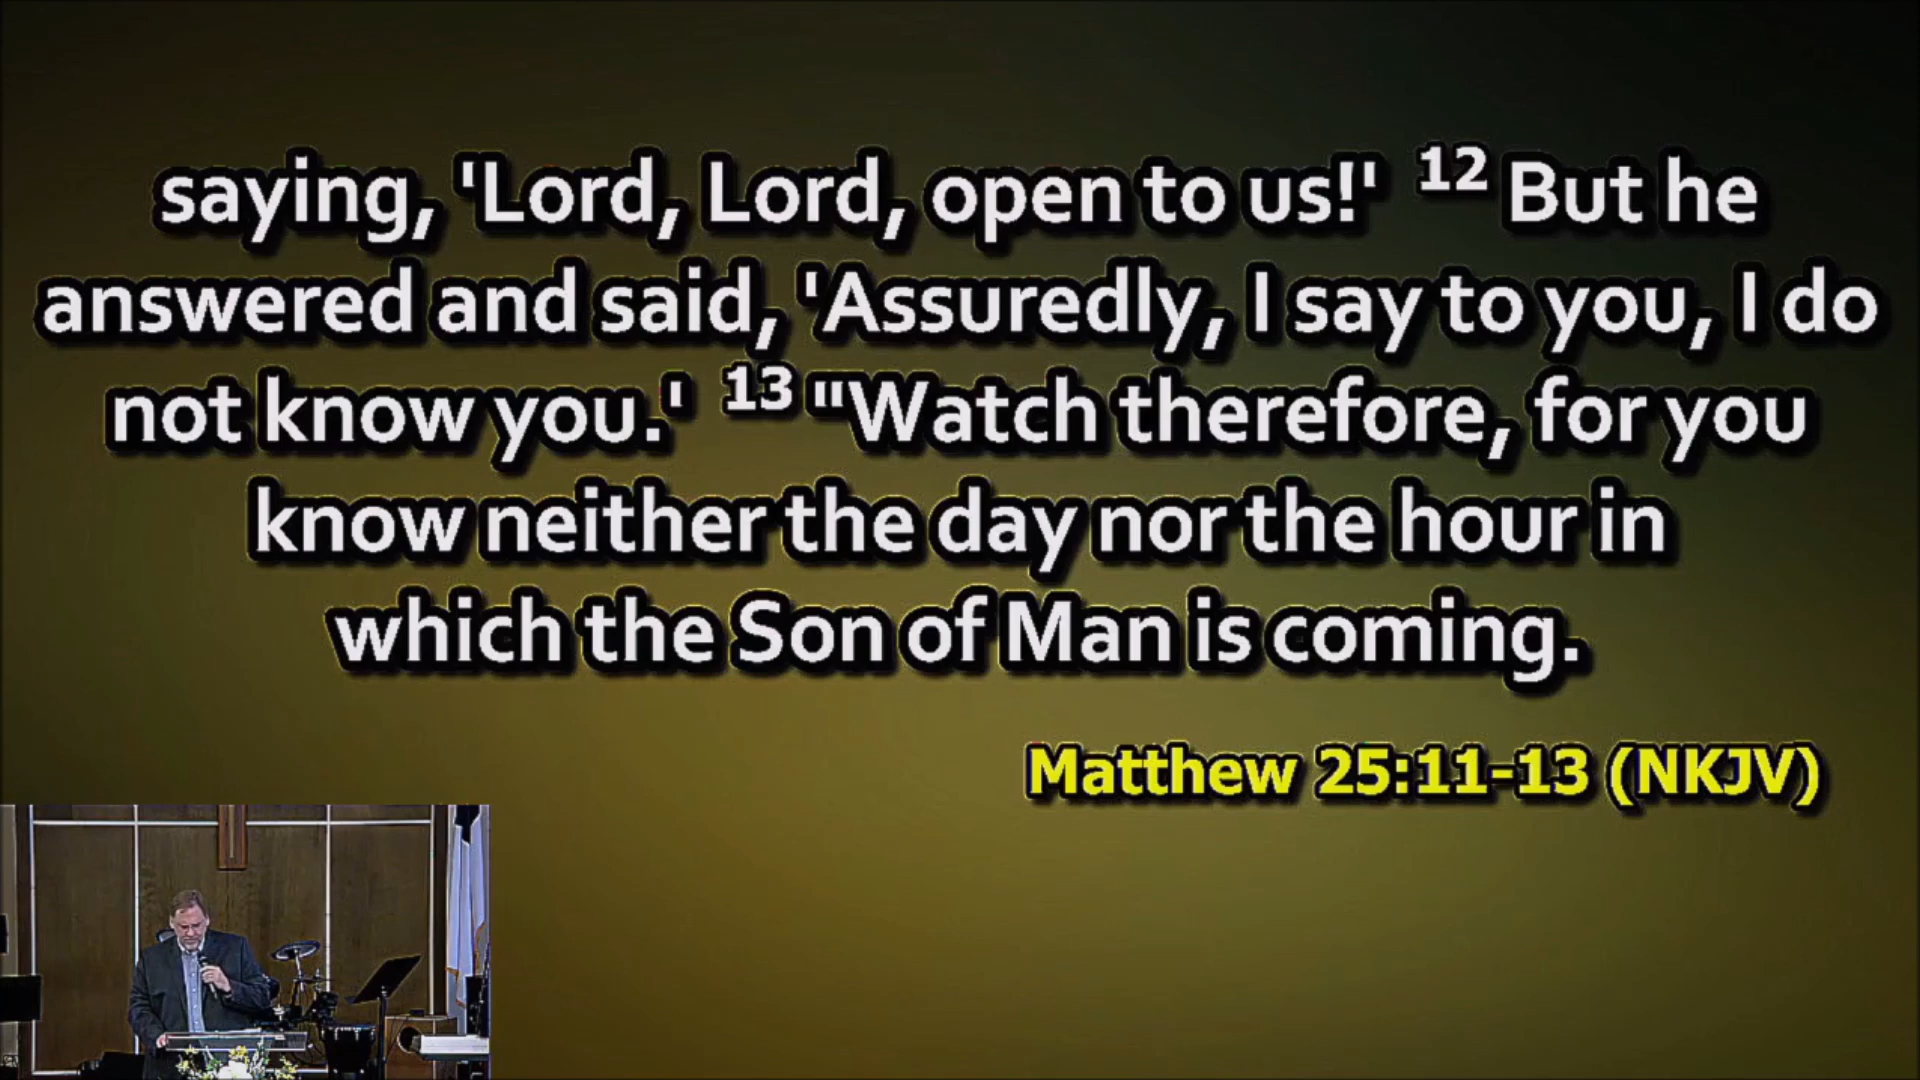 saying, 'Lord, Lord, open to us!' 12 But he
answered and said, 'Assuredly, I say to you, I do
not know you.' 13 "Watch therefore, for you
know neither the day nor the hour in
which the Son of Man is coming.
Matthew 25:11-13 (NKJV)